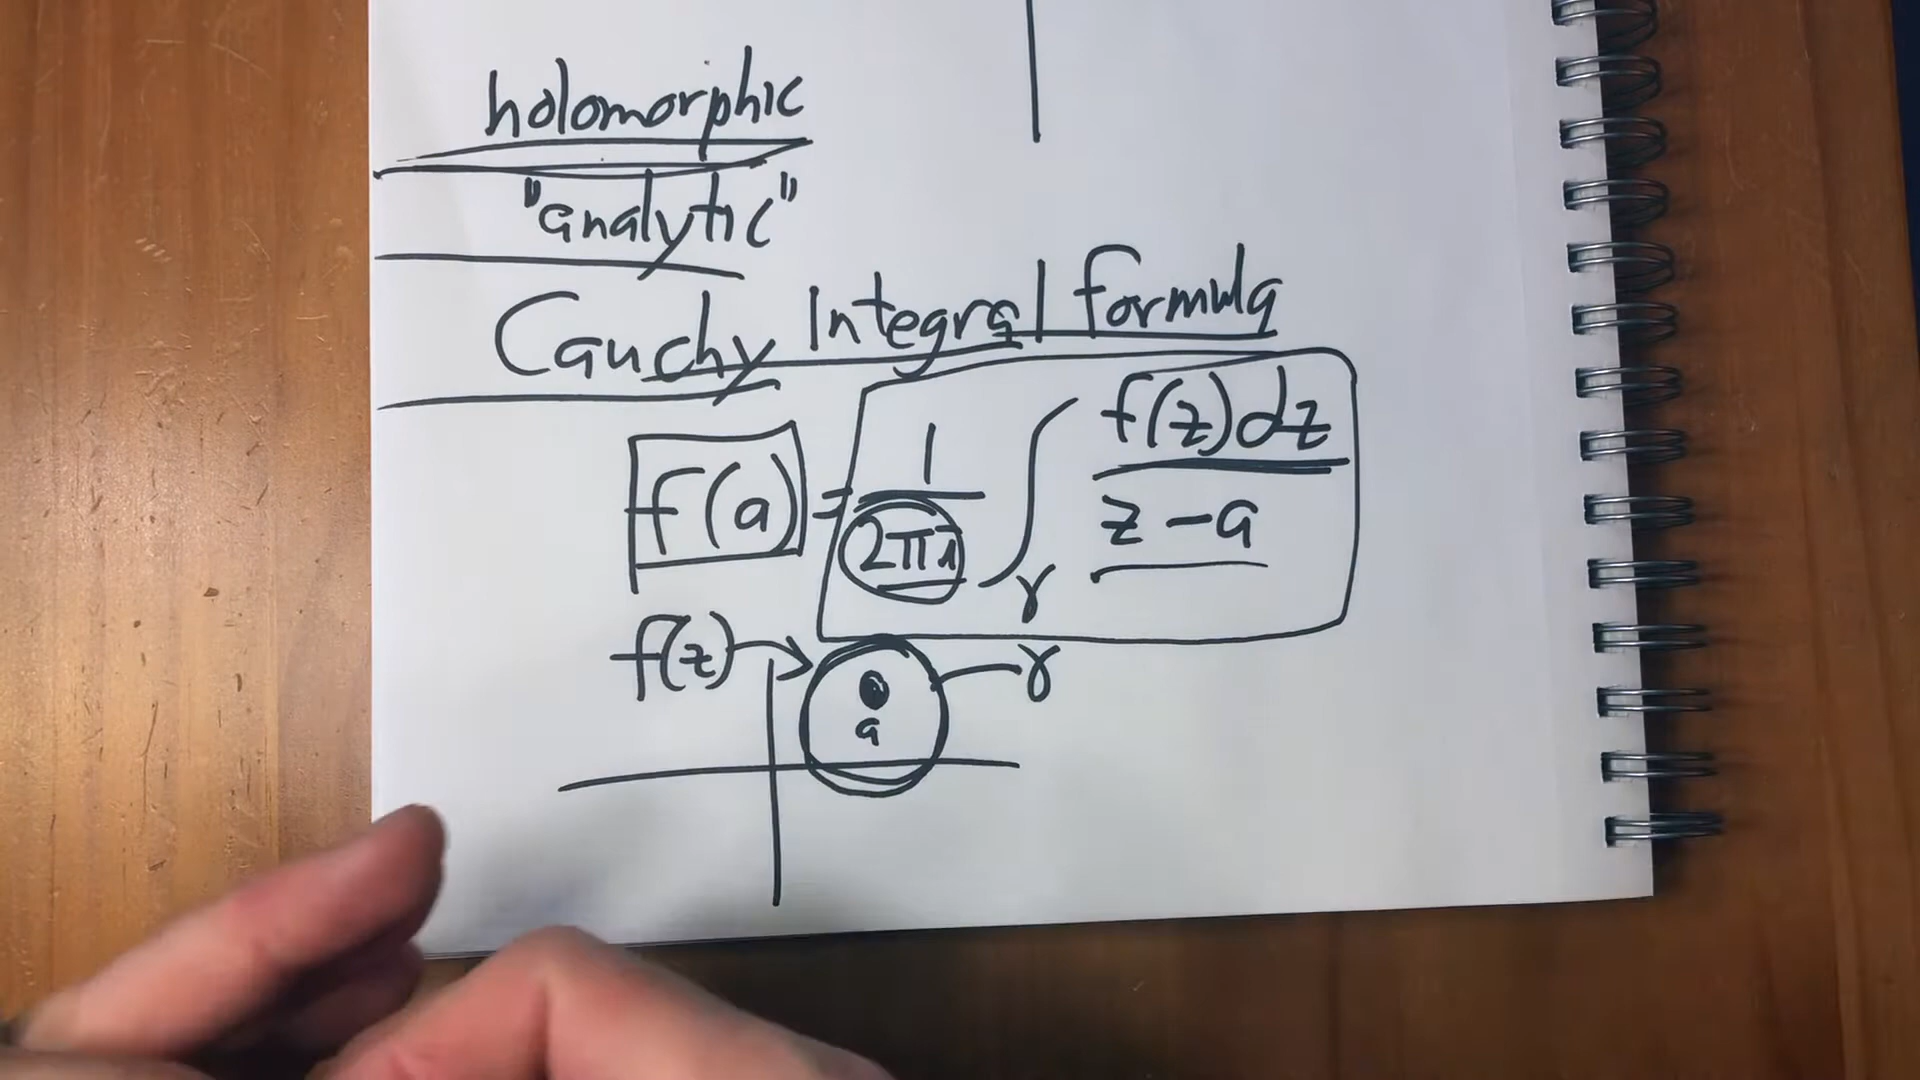 holomorphic
"analytic"
Cauchy Integral formula
f(a) = 1/2πi ∫γ f(z)dz/z-a
f(z) γ
a